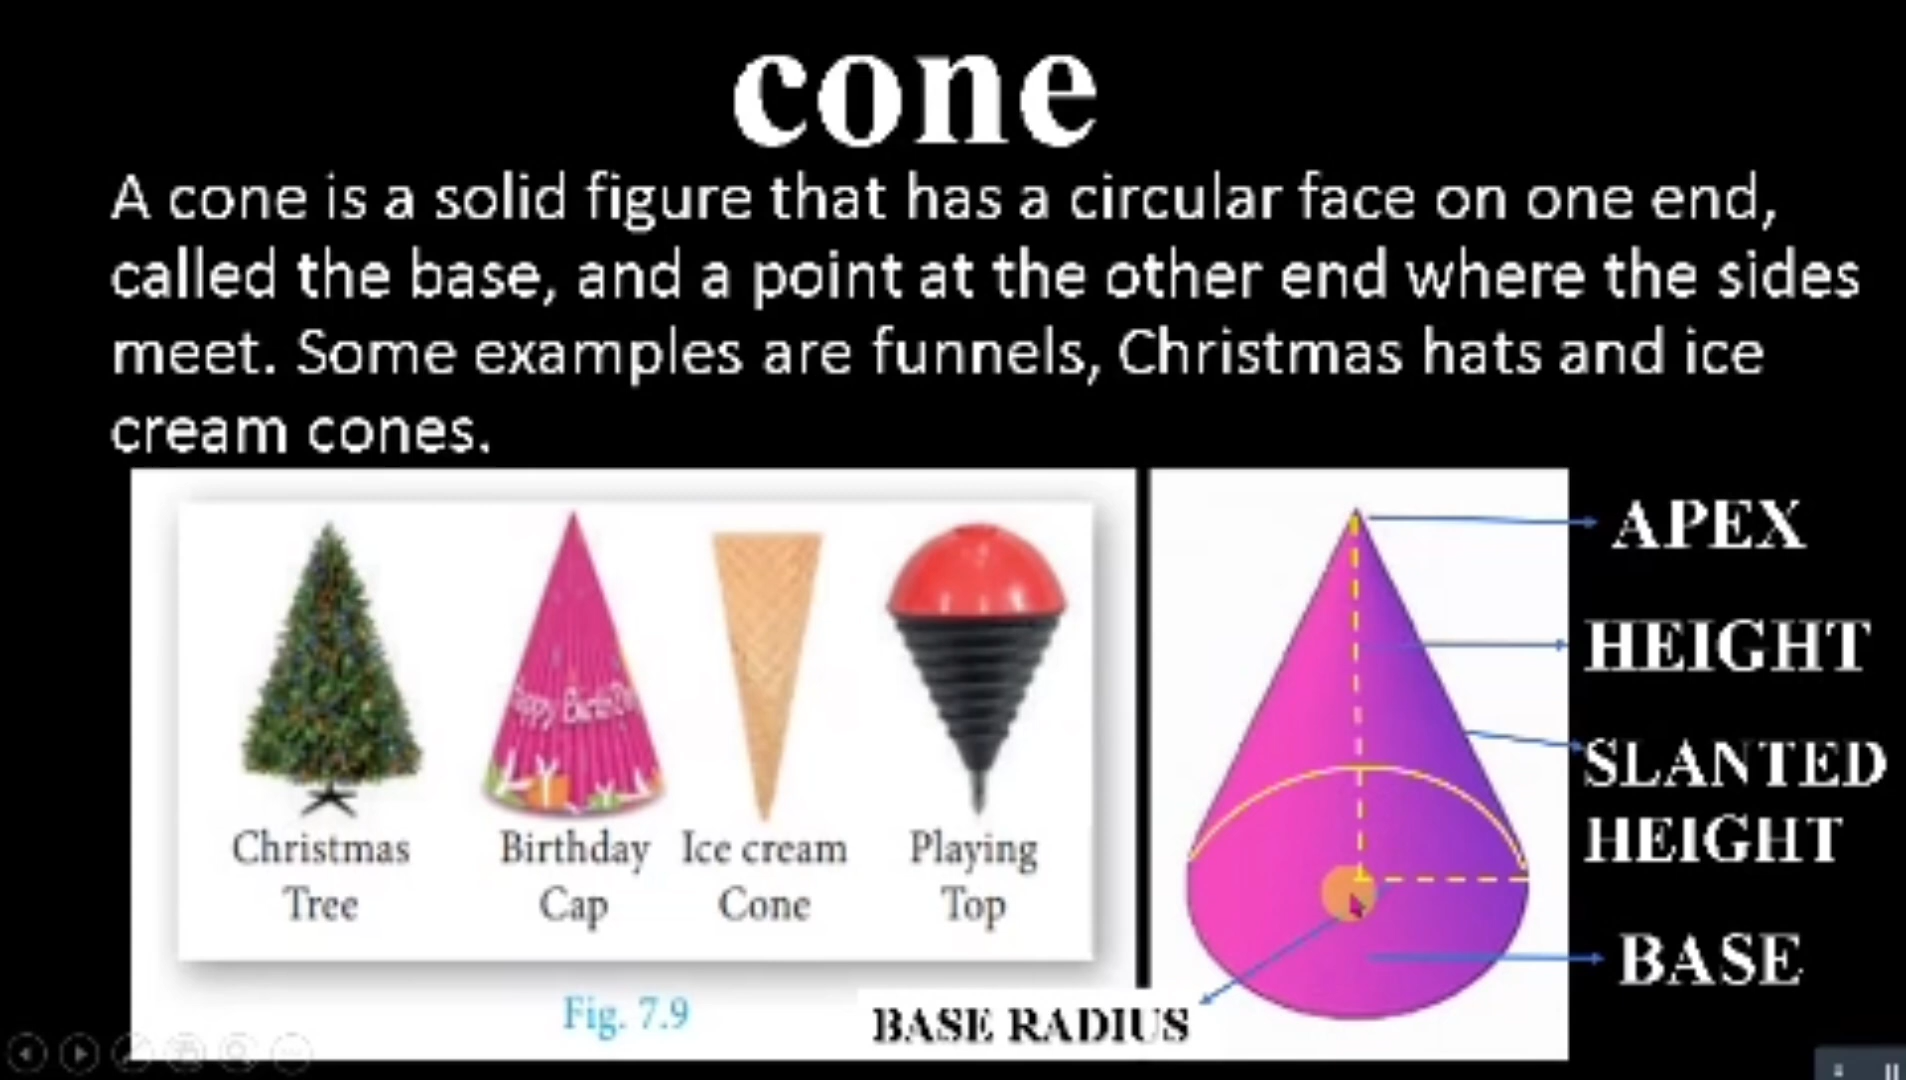 cone
A cone is a solid figure that has a circular face on one end,
called the base, and a point at the other end where the sides
meet. Some examples are funnels, Christmas hats and ice
cream cones.
Christmas
Tree
Birthday
Cap
Ice cream
Cone
Playing
Top
Fig. 7.9
APEX
HEIGHT
SLANTED
HEIGHT
BASE
BASE RADIUS